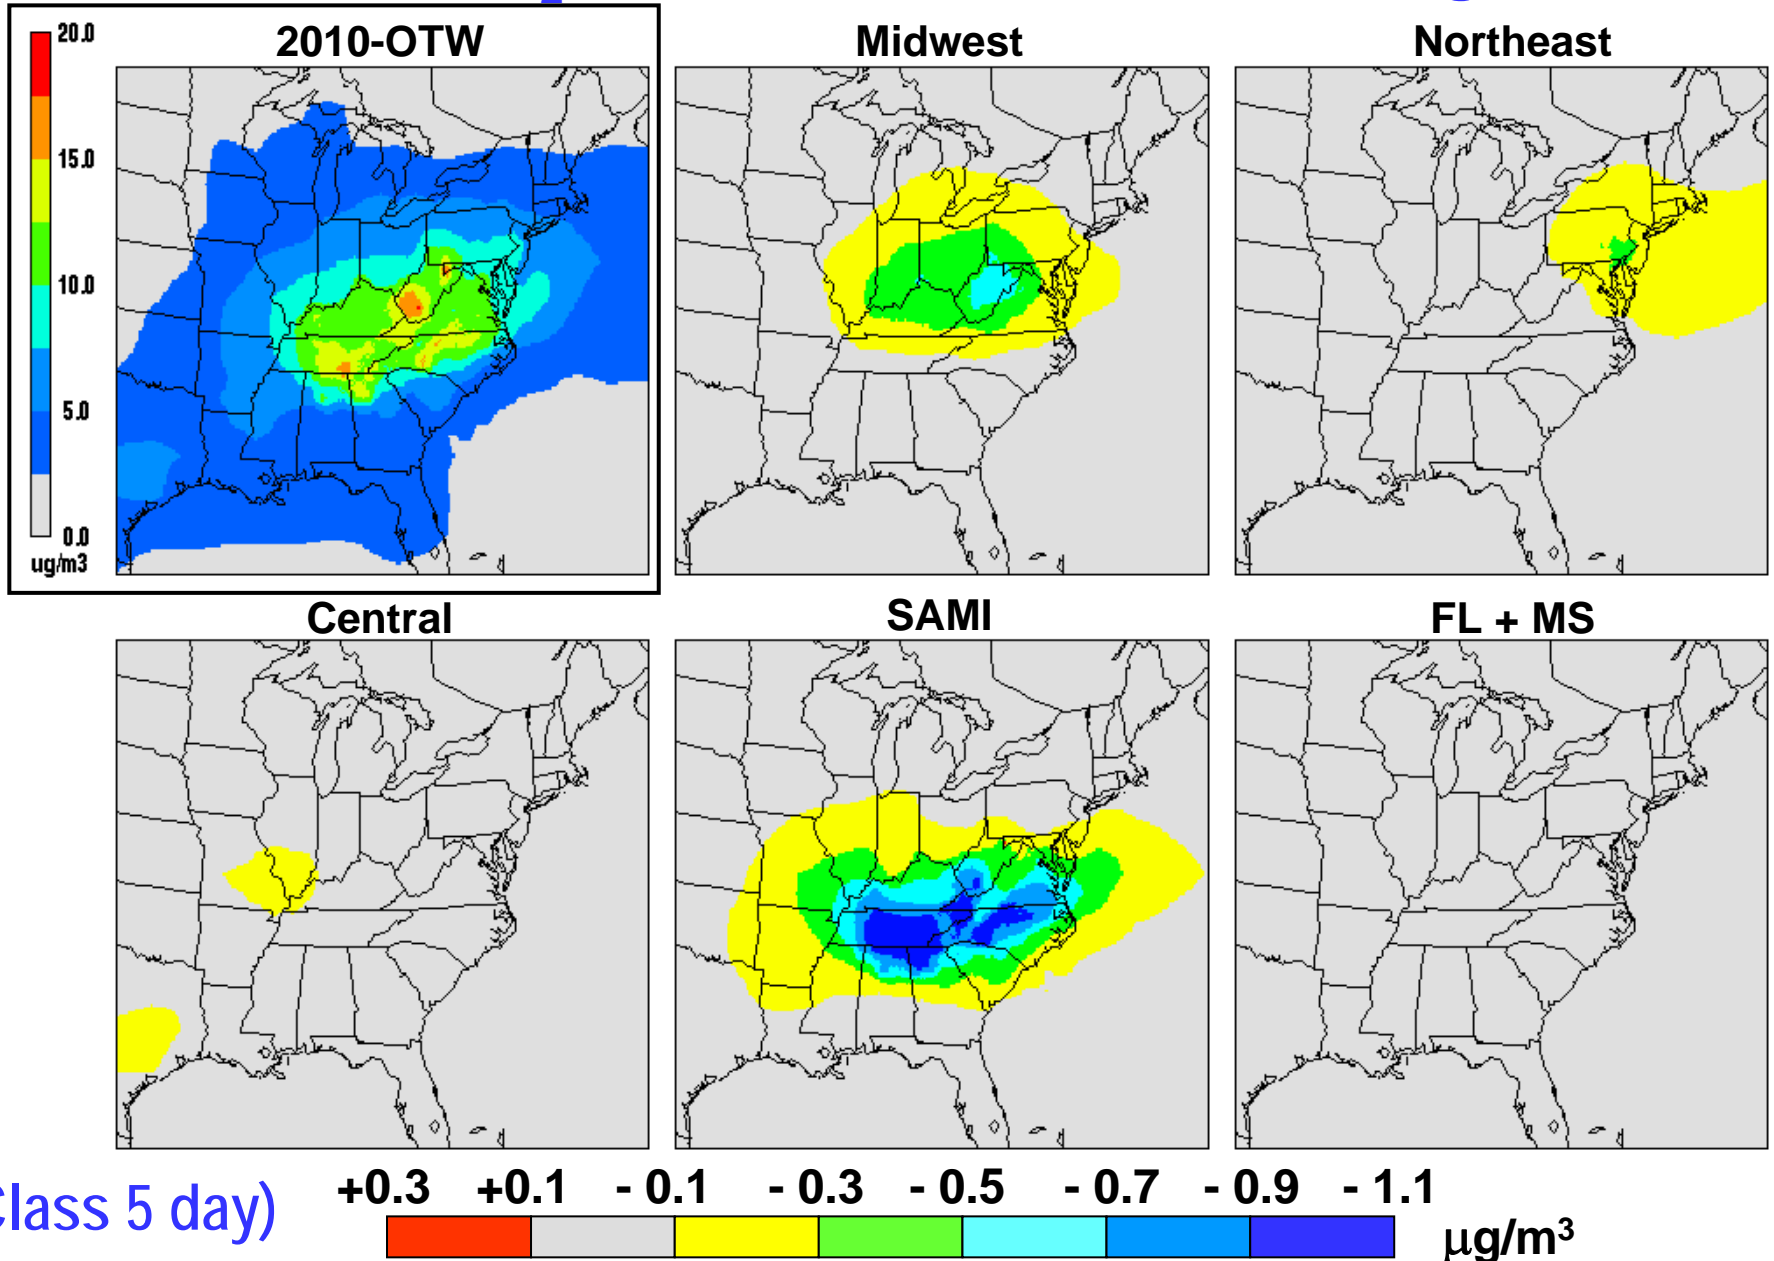 2010-OTW
Midwest
Northeast
20.0
15.0
10.0
5.0
0.0
ug/m3
Central
SAMI
FL + MS
Class 5 day)
+0.3 +0.1 - 0.1 - 0.3 - 0.5 - 0.7 - 0.9 - 1.1
µg/m³